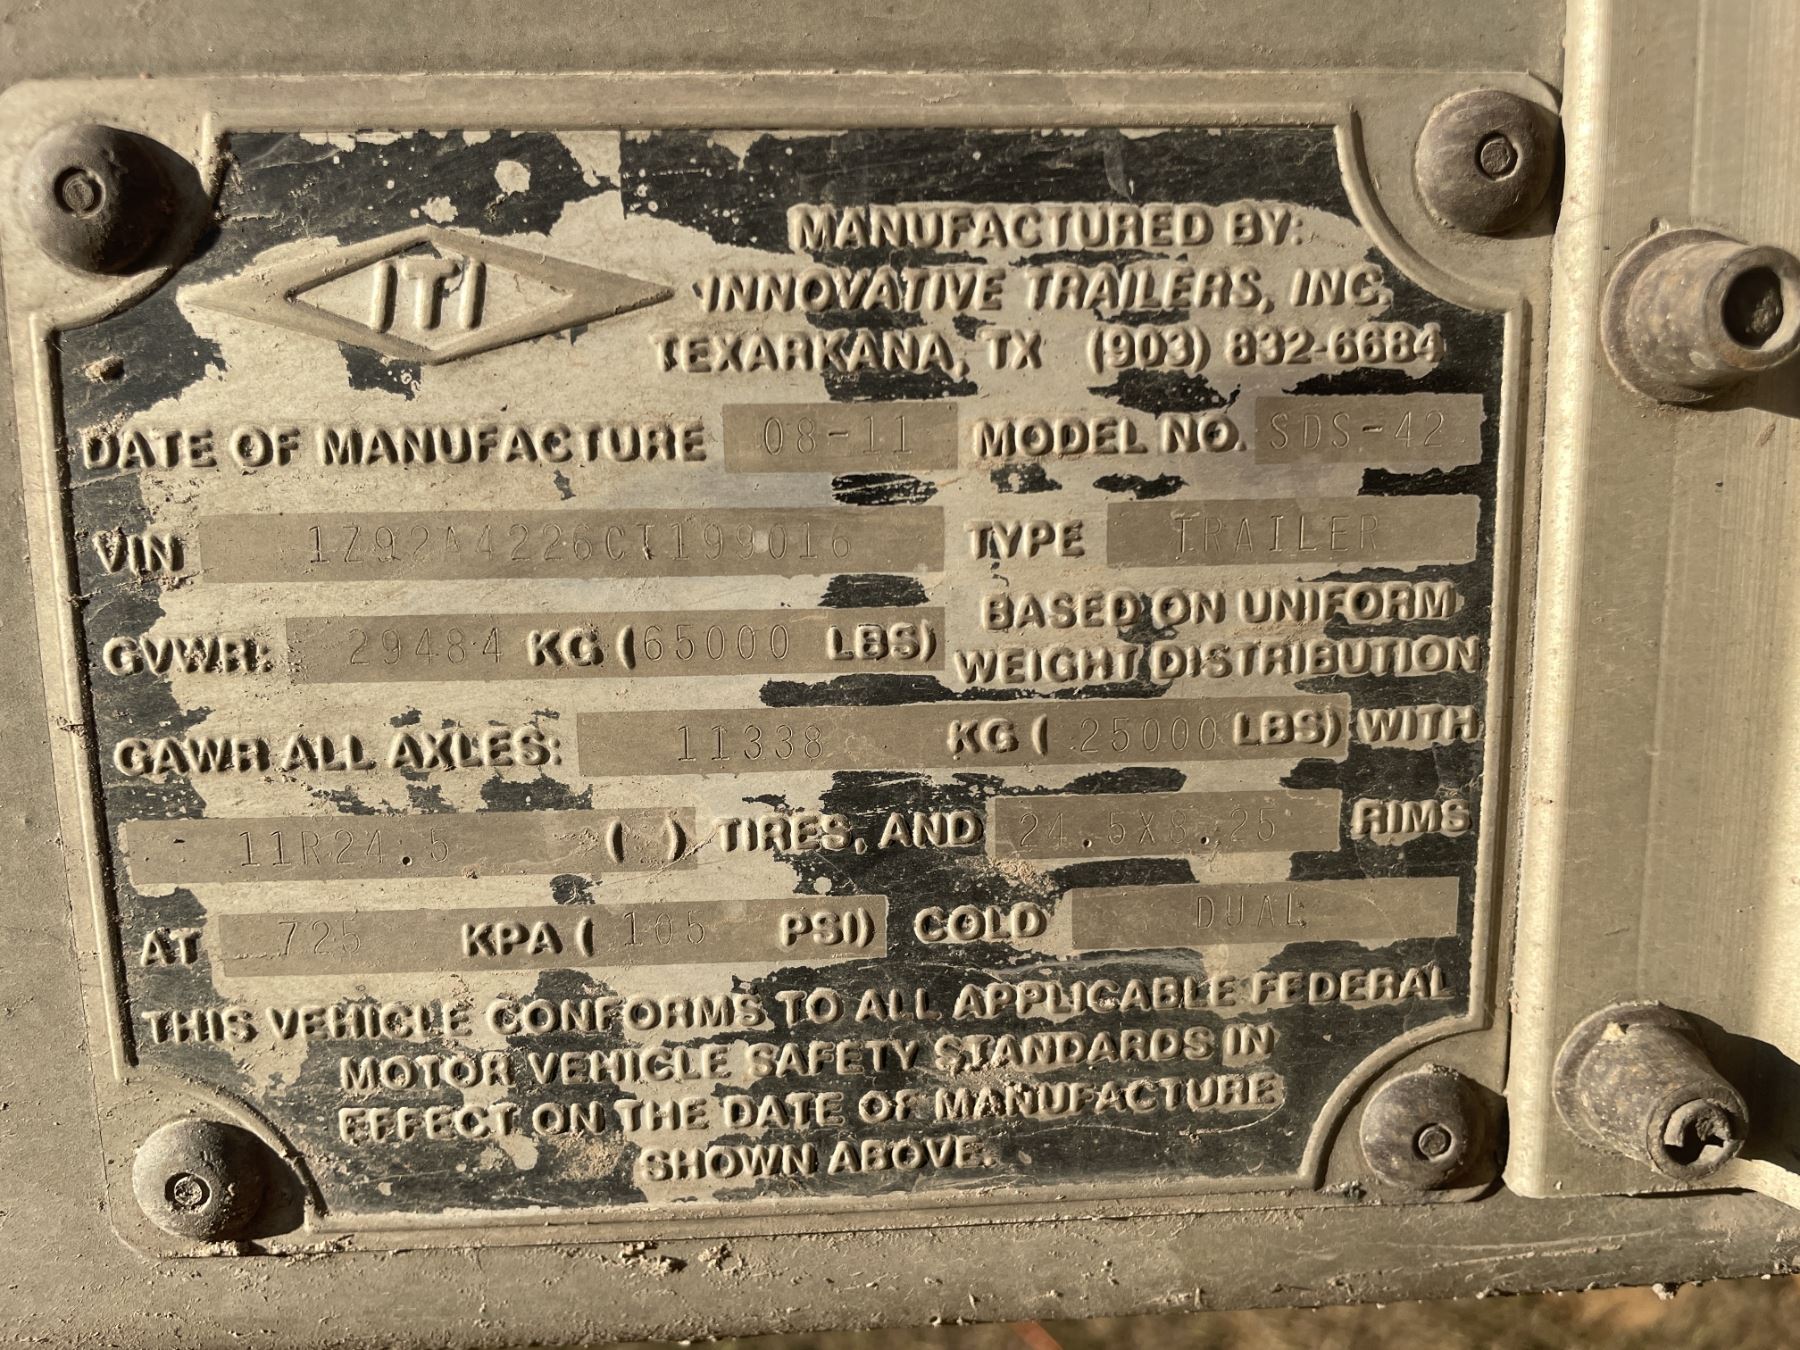 MANUFACTURED BY:
ITI INNOVATIVE TRAILERS, INC.
TEXARKANA, TX (903) 832-6684
DATE OF MANUFACTURE 08-11 MODEL NO. SDS-42
VIN 1Z92A4226CT199016 TYPE TRAILER
GVWR: 29484 KG (65000 LBS) BASED ON UNIFORM
WEIGHT DISTRIBUTION
GAWR ALL AXLES: 11338 KG ( 25000 LBS) WITH
11R24.5 ( ) TIRES, AND 24.5X8.25 RIMS
AT 725 KPA ( 105 PSI) COLD DUAL
THIS VEHICLE CONFORMS TO ALL APPLICABLE FEDERAL
MOTOR VEHICLE SAFETY STANDARDS IN
EFFECT ON THE DATE OF MANUFACTURE
SHOWN ABOVE.